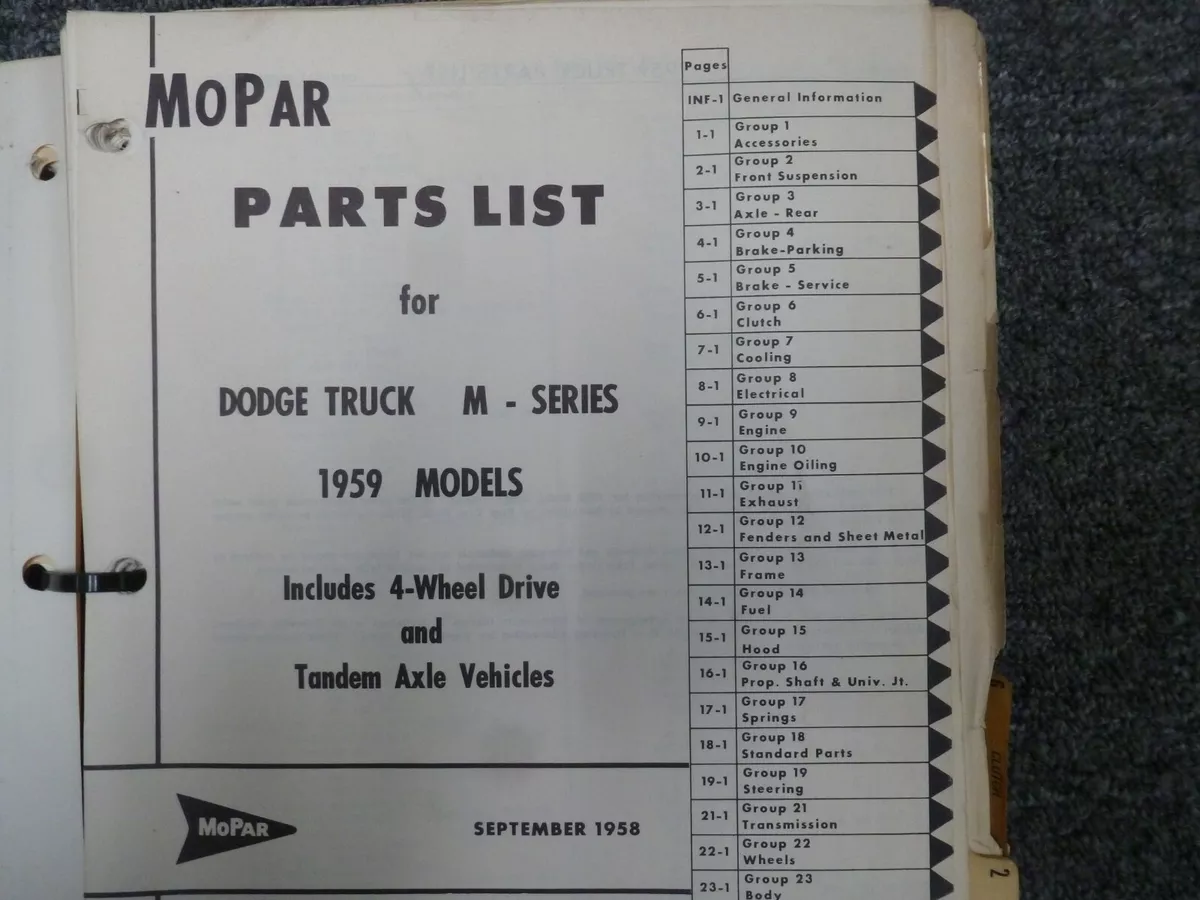 MoPar
PARTS LIST
for
DODGE TRUCK M - SERIES
1959 MODELS
Includes 4-Wheel Drive
and
Tandem Axle Vehicles
MoPar
SEPTEMBER 1958
Pages
INF-1 General Information
1-1 Group 1
Accessories
2-1 Group 2
Front Suspension
3-1 Group 3
Axle - Rear
4-1 Group 4
Brake-Parking
5-1 Group 5
Brake - Service
6-1 Group 6
Clutch
7-1 Group 7
Cooling
8-1 Group 8
Electrical
9-1 Group 9
Engine
10-1 Group 10
Engine Oiling
11-1 Group 11
Exhaust
12-1 Group 12
Fenders and Sheet Metal
13-1 Group 13
Frame
14-1 Group 14
Fuel
15-1 Group 15
Hood
16-1 Group 16
Prop. Shaft & Univ. Jt.
17-1 Group 17
Springs
18-1 Group 18
Standard Parts
19-1 Group 19
Steering
21-1 Group 21
Transmission
22-1 Group 22
Wheels
23-1 Group 23
Body
6
CLUTCH
2